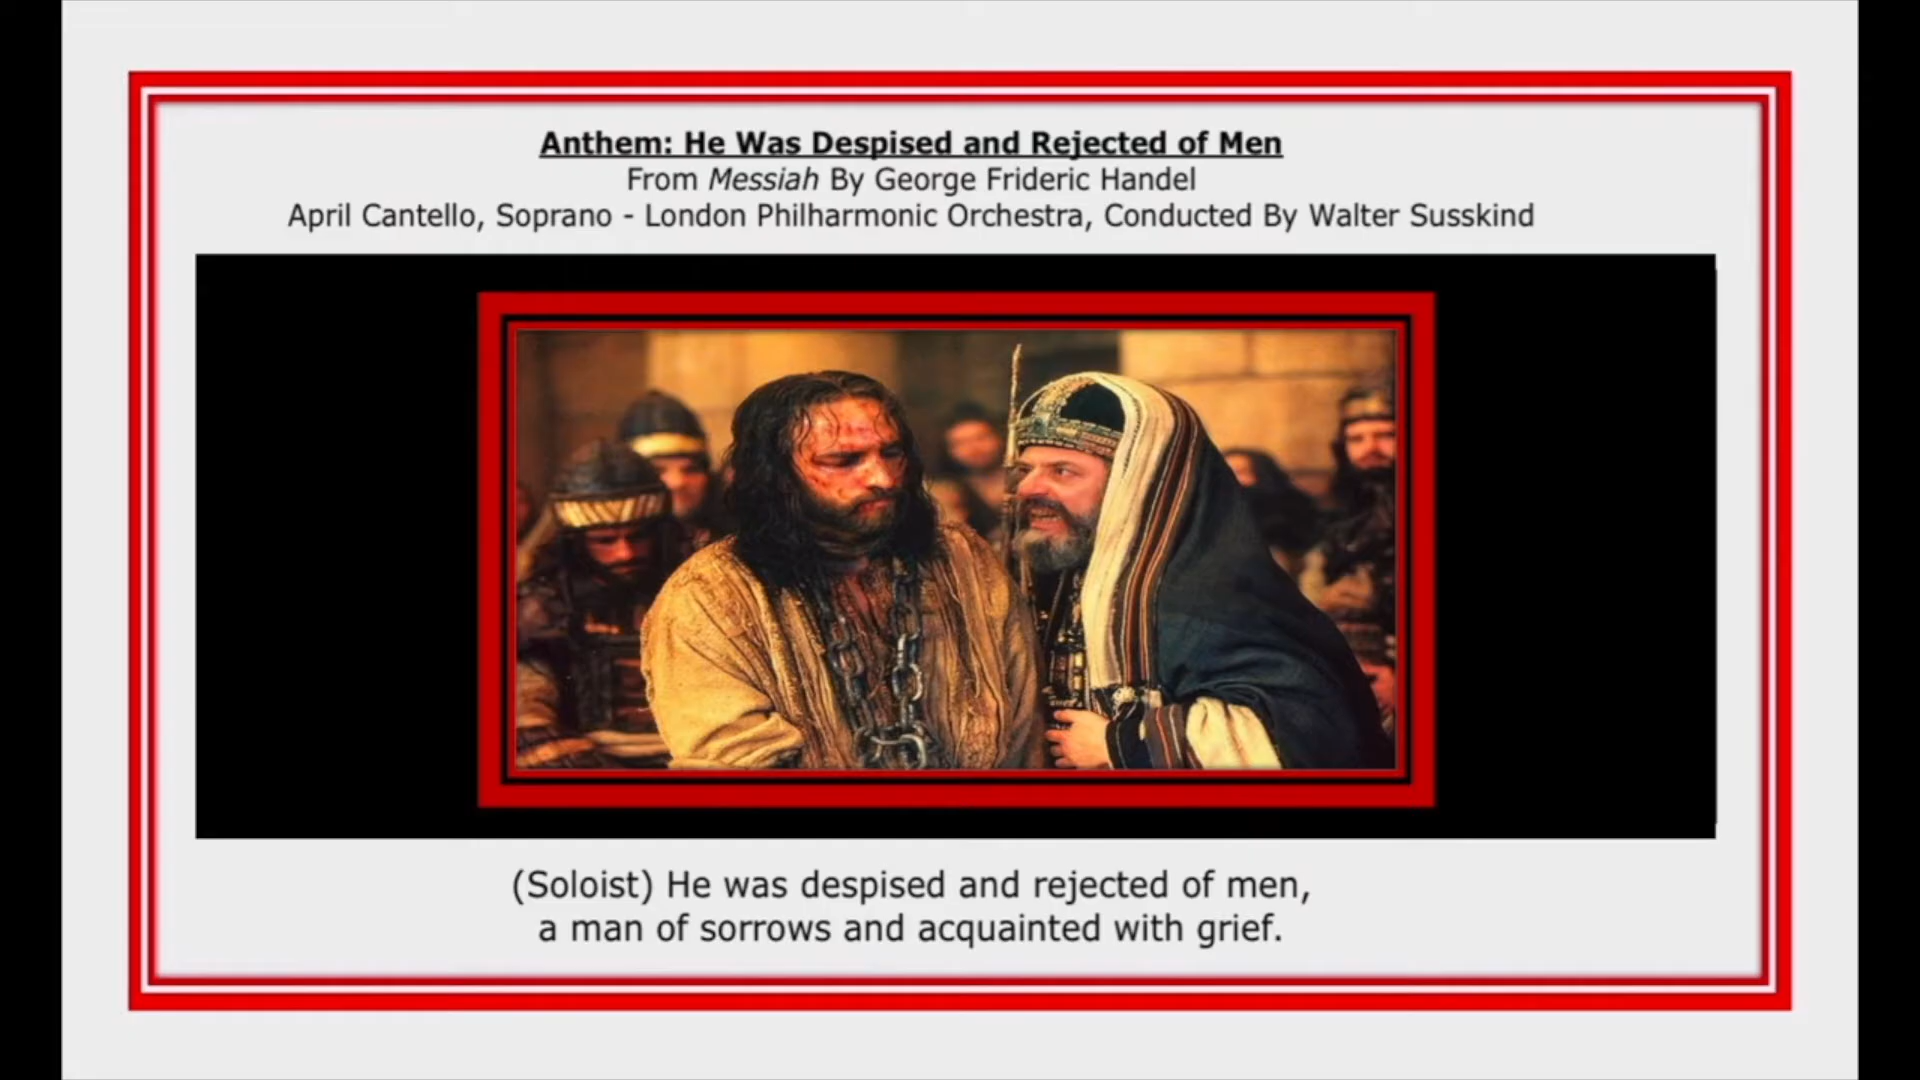 Anthem: He Was Despised and Rejected of Men
From Messiah By George Frideric Handel
April Cantello, Soprano - London Philharmonic Orchestra, Conducted By Walter Susskind
(Soloist) He was despised and rejected of men,
a man of sorrows and acquainted with grief.